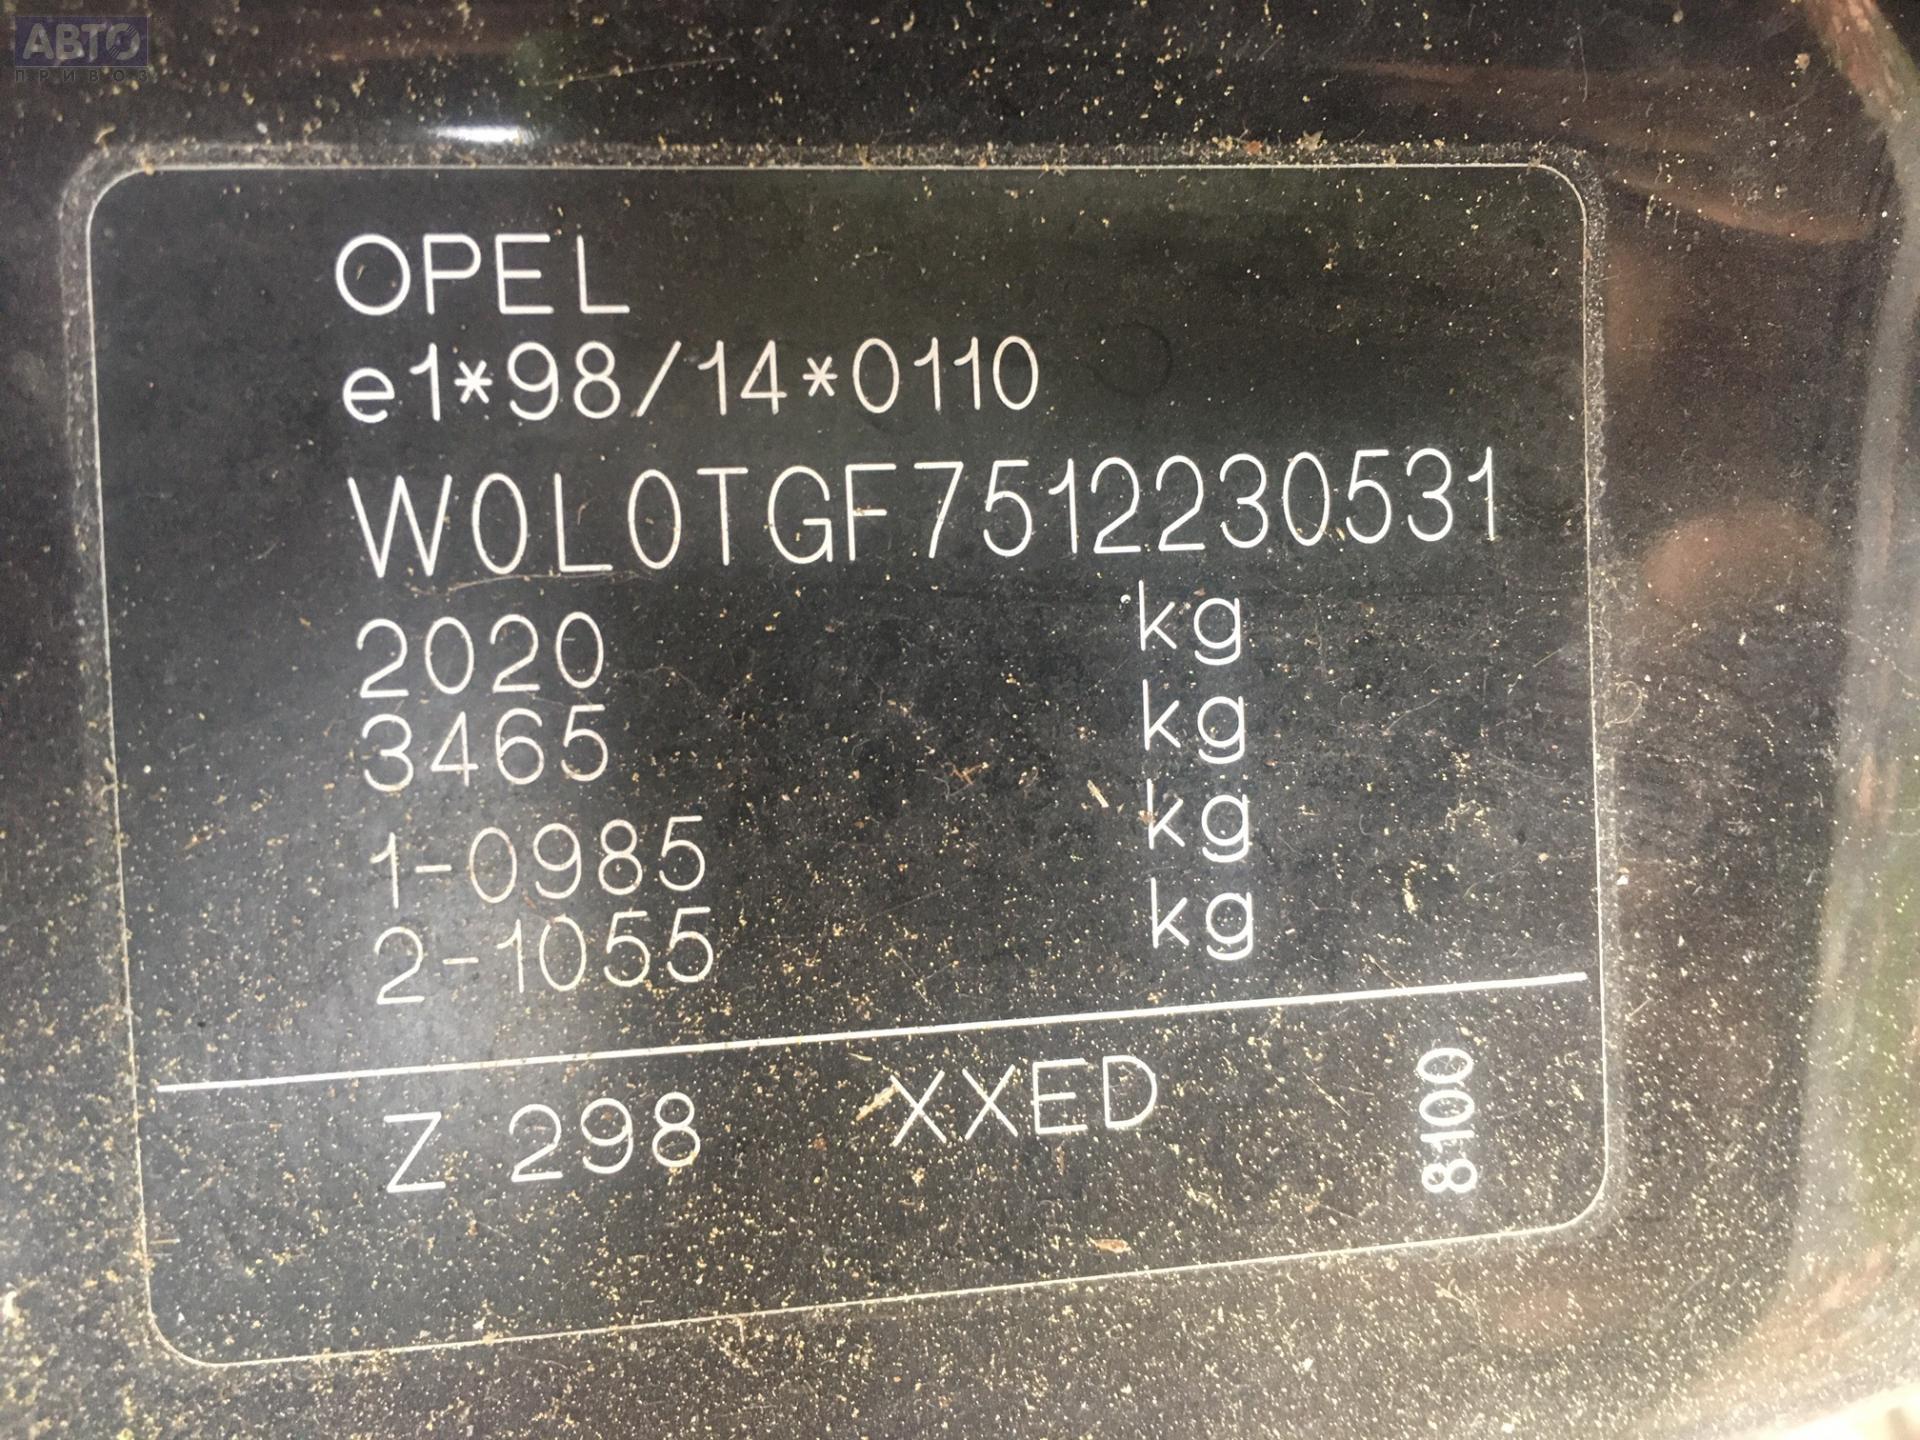 АВТО
ПРИВОЗ
OPEL
e1*98/14*0110
W0L0TGF7512230531
2020 kg
3465 kg
1-0985 kg
2-1055 kg
Z 298 XXED 8100